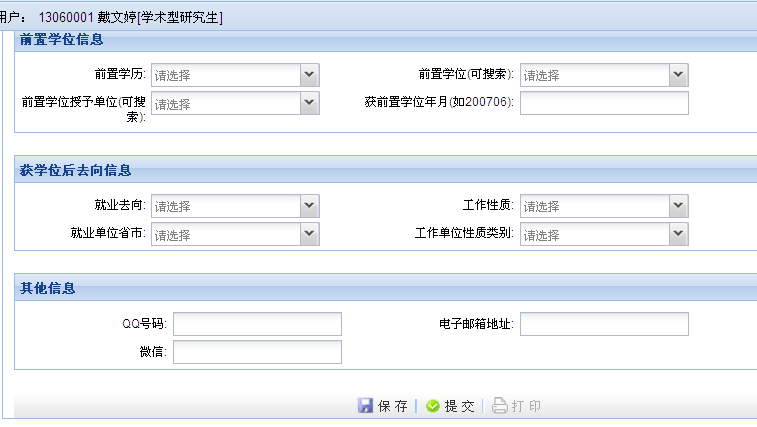 用户： 13060001 戴文婷[学术型研究生]
前置学位信息
前置学历: 请选择 前置学位(可搜索): 请选择
前置学位授予单位(可搜索): 请选择 获前置学位年月(如200706):
获学位后去向信息
就业去向: 请选择 工作性质: 请选择
就业单位省市: 请选择 工作单位性质类别: 请选择
其他信息
QQ号码: 电子邮箱地址:
微信:
保存 提交 打印